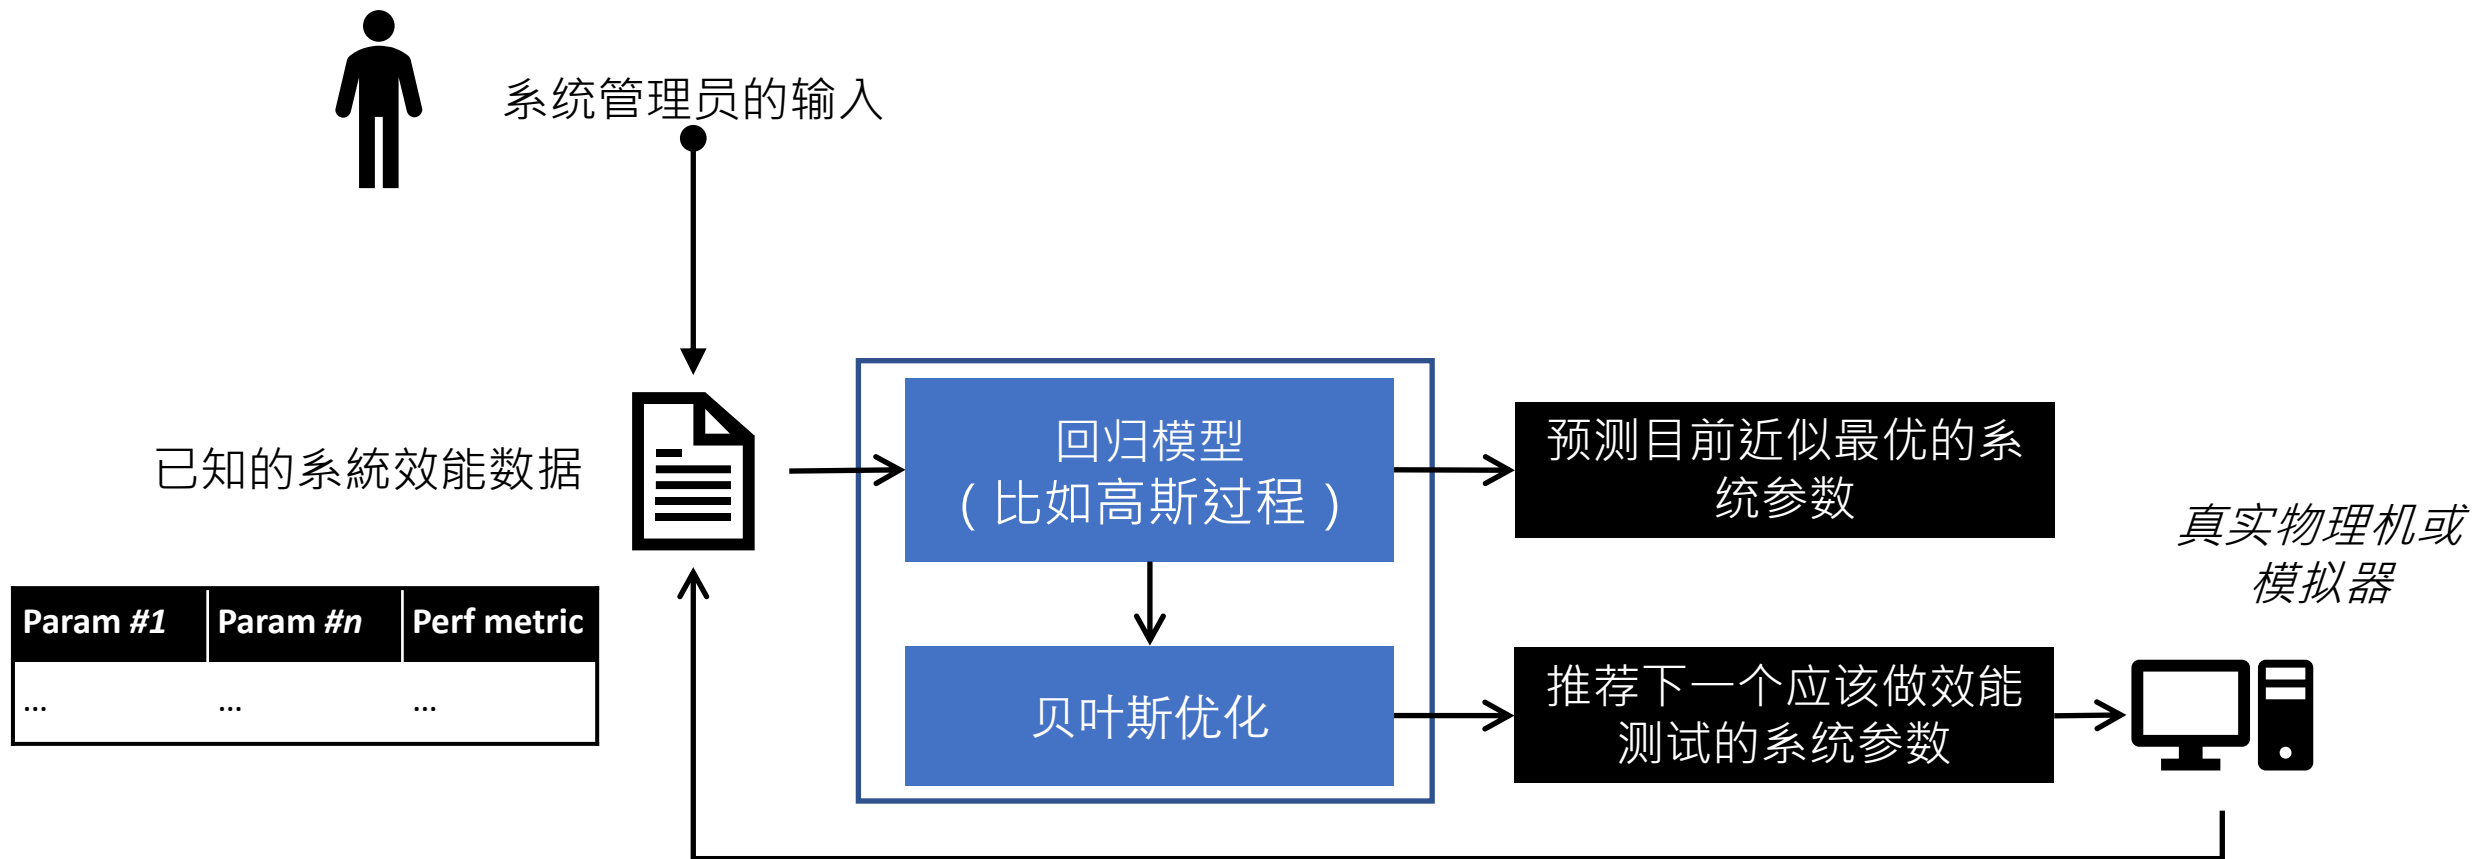 系统管理员的输入
已知的系統效能数据
回归模型
(比如高斯过程)
预测目前近似最优的系
统参数
真实物理机或
模拟器
Param #1 Param #n Perf metric
... ... ...
贝叶斯优化
推荐下一个应该做效能
测试的系统参数